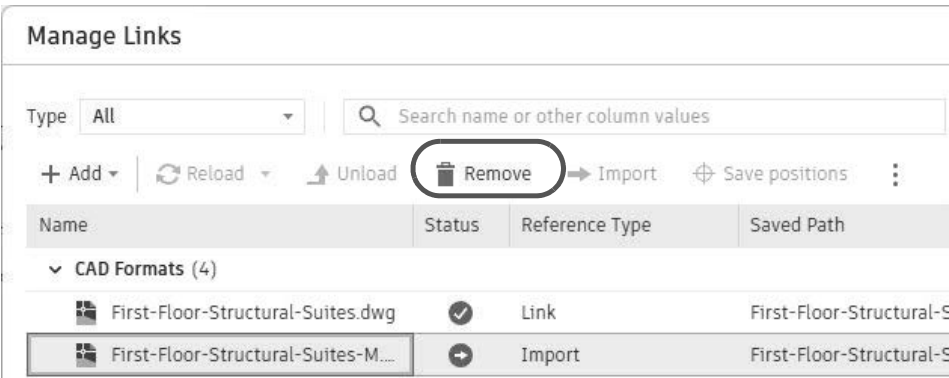 Manage Links
Type All Search name or other column values
Add Reload Unload Remove Import Save positions
Name Status Reference Type Saved Path
CAD Formats (4)
First-Floor-Structural-Suites.dwg Link First-Floor-Structural-S
First-Floor-Structural-Suites-M.... Import First-Floor-Structural-S